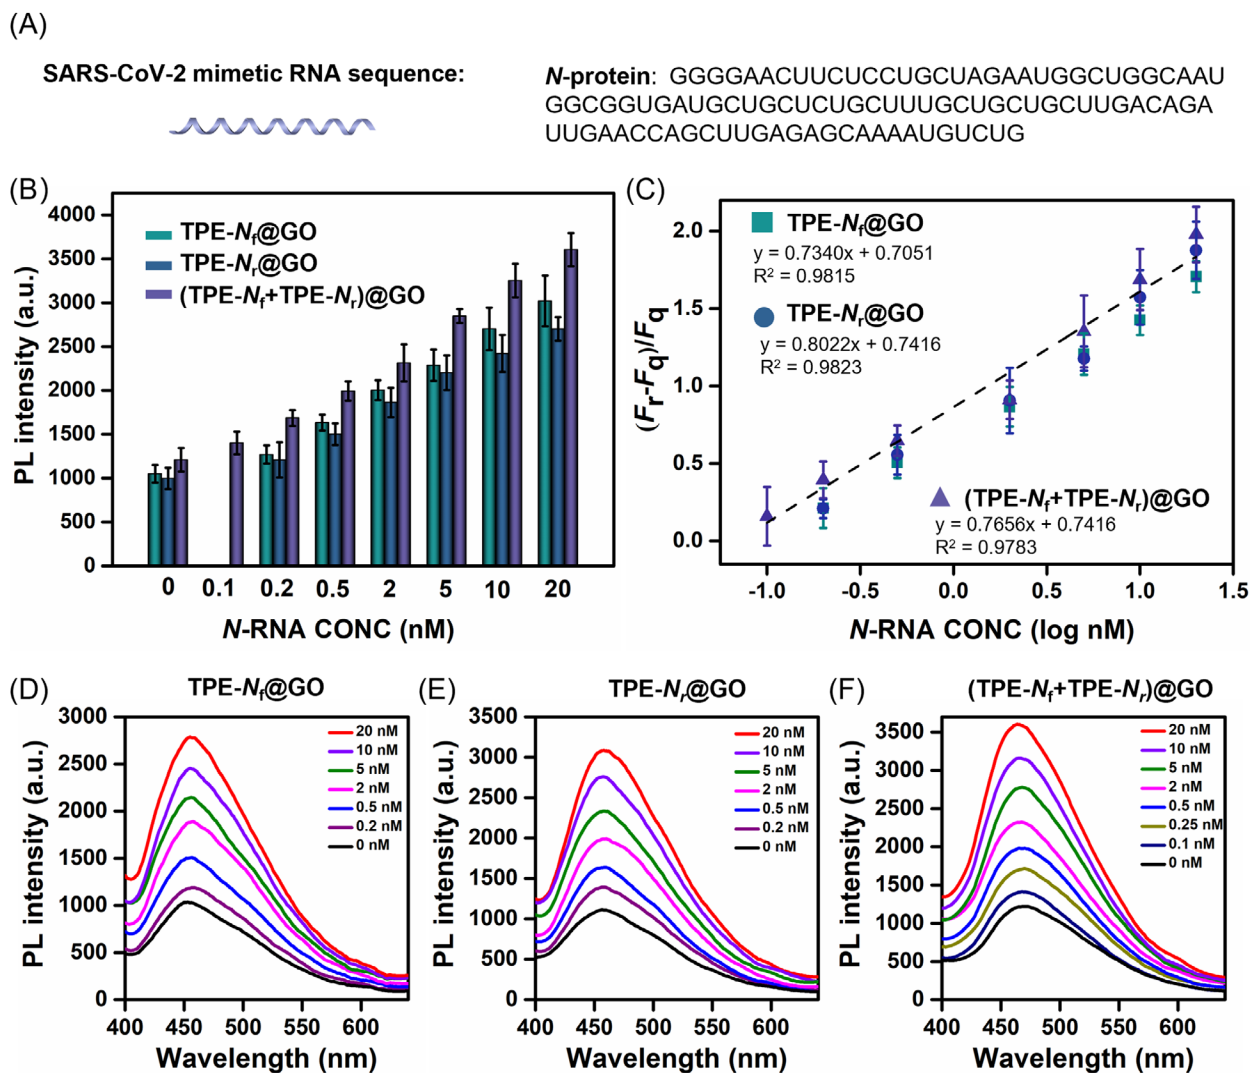 (A)
SARS-CoV-2 mimetic RNA sequence:
N-protein: GGGGAACUUCUCCUGCUAGAAUGGCUGGCAAU
GGCGGUGAUGCUGCUCUGCUUUGCUGCUGCUUGACAGA
UUGAACCAGCUUGAGAGCAAAAUGUCUG
(B)
4000
3500
3000
2500
2000
1500
1000
500
0
PL intensity (a.u.)
TPE-Nf@GO
TPE-Nr@GO
(TPE-Nf+TPE-Nr)@GO
0 0.1 0.2 0.5 2 5 10 20
N-RNA CONC (nM)
(C)
2.0
1.5
1.0
0.5
0.0
(Fr-Fq)/Fq
TPE-Nf@GO
y = 0.7340x + 0.7051
R² = 0.9815
TPE-Nr@GO
y = 0.8022x + 0.7416
R² = 0.9823
(TPE-Nf+TPE-Nr)@GO
y = 0.7656x + 0.7416
R² = 0.9783
-1.0 -0.5 0.0 0.5 1.0 1.5
N-RNA CONC (log nM)
(D)
TPE-Nf@GO
3000
2500
2000
1500
1000
500
0
PL intensity (a.u.)
20 nM
10 nM
5 nM
2 nM
0.5 nM
0.2 nM
0 nM
400 450 500 550 600
Wavelength (nm)
(E)
TPE-Nr@GO
3500
3000
2500
2000
1500
1000
500
0
PL intensity (a.u.)
20 nM
10 nM
5 nM
2 nM
0.5 nM
0.2 nM
0 nM
400 450 500 550 600
Wavelength (nm)
(F)
(TPE-Nf+TPE-Nr)@GO
3500
3000
2500
2000
1500
1000
500
0
PL intensity (a.u.)
20 nM
10 nM
5 nM
2 nM
0.5 nM
0.25 nM
0.1 nM
0 nM
400 450 500 550 600
Wavelength (nm)